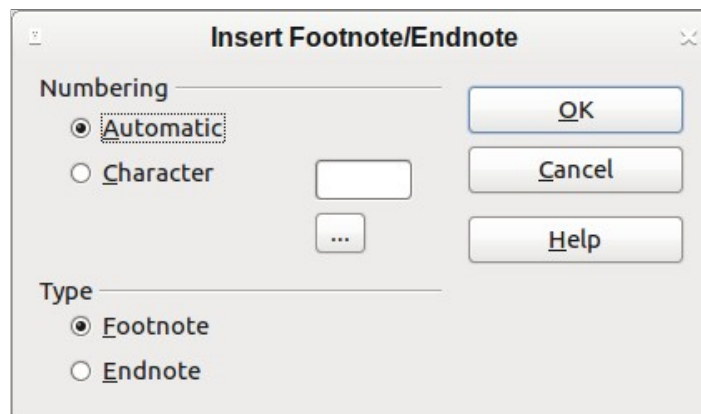 Insert Footnote/Endnote
Numbering
Automatic
Character
...
Type
Footnote
Endnote
OK
Cancel
Help